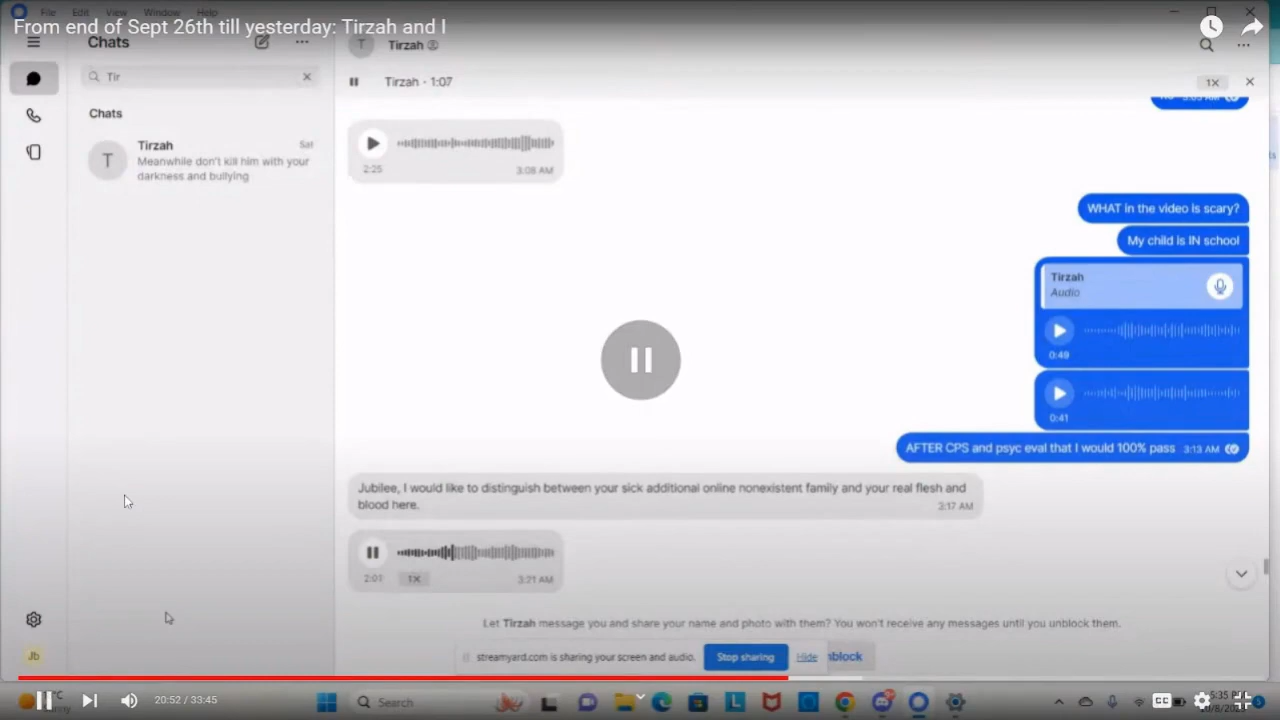 File Edit View Window Help
From end of Sept 26th till yesterday: Tirzah and I
Chats
Tir
Chats
T
Tirzah
Sat
Meanwhile don't kill him with your
darkness and bullying
Jb
T
Tirzah
Tirzah · 1:07
1X
3:05 AM
2:25
3:08 AM
WHAT in the video is scary?
My child is IN school
Tirzah
Audio
0:49
0:41
AFTER CPS and psyc eval that I would 100% pass 3:13 AM
Jubilee, I would like to distinguish between your sick additional online nonexistent family and your real flesh and
blood here.
3:17 AM
2:01
1X
3:21 AM
Let Tirzah message you and share your name and photo with them? You won't receive any messages until you unblock them.
streamyard.com is sharing your screen and audio.
Stop sharing
Hide
nblock
20:52 / 33:45
Search
CC
5:35 P